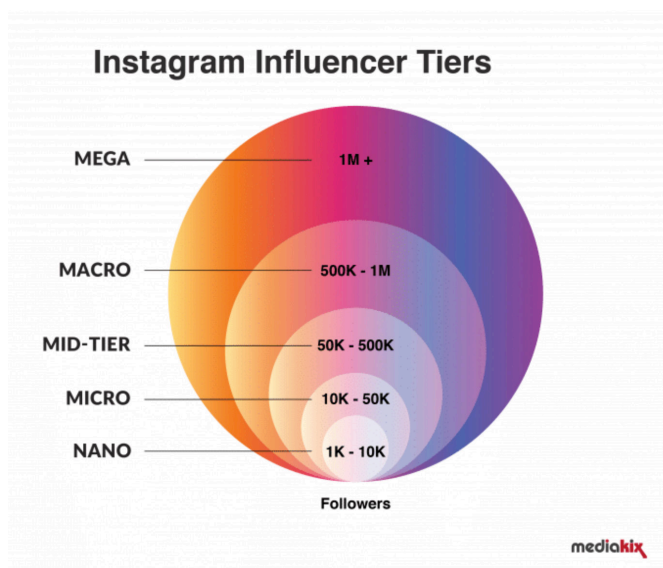 Instagram Influencer Tiers
MEGA 1M +
MACRO 500K - 1M
MID-TIER 50K - 500K
MICRO 10K - 50K
NANO 1K - 10K
Followers
mediakix